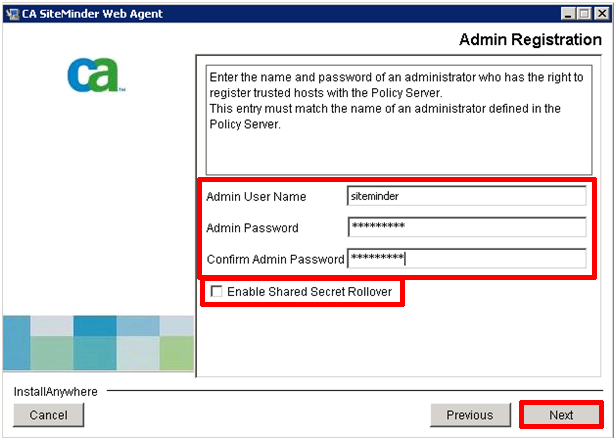 CA SiteMinder Web Agent
Admin Registration
ca™
Enter the name and password of an administrator who has the right to
register trusted hosts with the Policy Server.
This entry must match the name of an administrator defined in the
Policy Server.
Admin User Name siteminder
Admin Password *********
Confirm Admin Password *********
Enable Shared Secret Rollover
InstallAnywhere
Cancel Previous Next